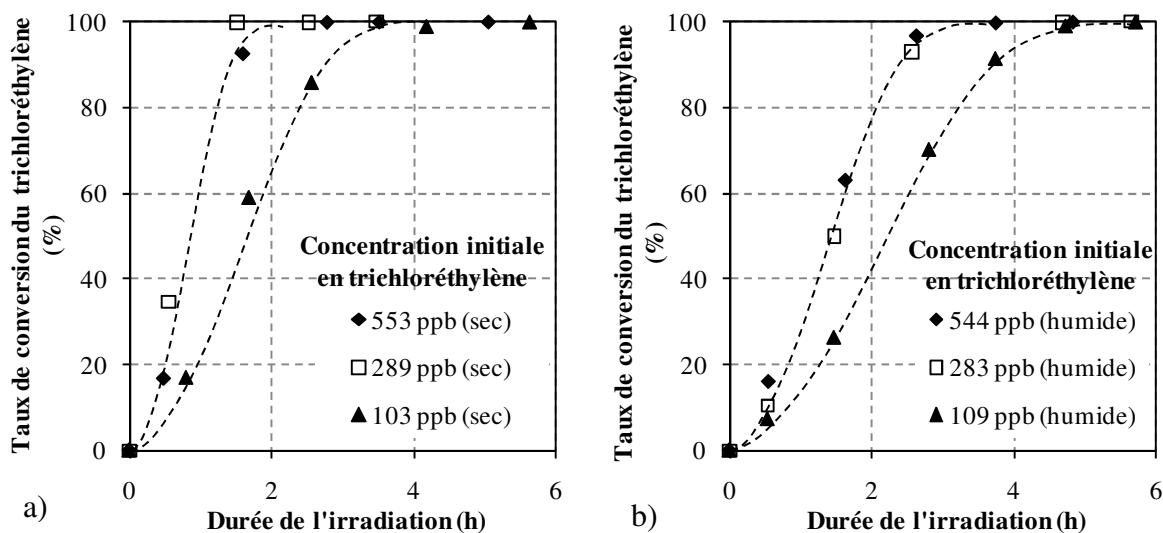 Taux de conversion du trichloréthylène
(%)
100
80
60
40
20
0
Concentration initiale
en trichloréthylène
553 ppb (sec)
289 ppb (sec)
103 ppb (sec)
0 2 4 6
Durée de l'irradiation (h)
a)
Taux de conversion du trichloréthylène
(%)
100
80
60
40
20
0
Concentration initiale
en trichloréthylène
544 ppb (humide)
283 ppb (humide)
109 ppb (humide)
0 2 4 6
Durée de l'irradiation (h)
b)